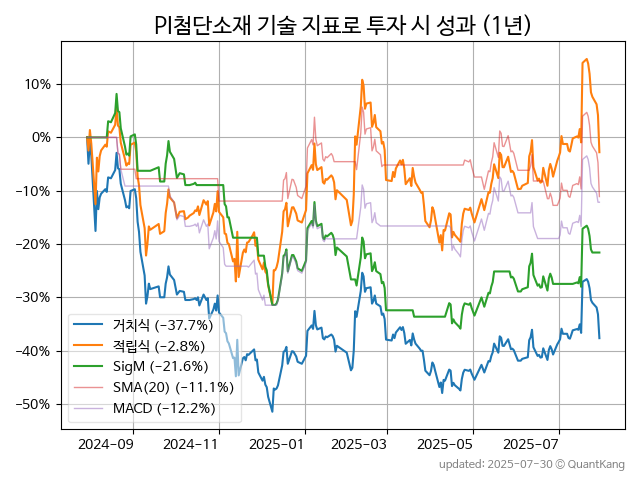 PI첨단소재 기술 지표로 투자 시 성과 (1년)
10%
0%
−10%
−20%
−30%
−40%
−50%
거치식 (−37.7%)
적립식 (−2.8%)
SigM (−21.6%)
SMA(20) (−11.1%)
MACD (−12.2%)
2024-09 2024-11 2025-01 2025-03 2025-05 2025-07
updated: 2025-07-30 © QuantKang